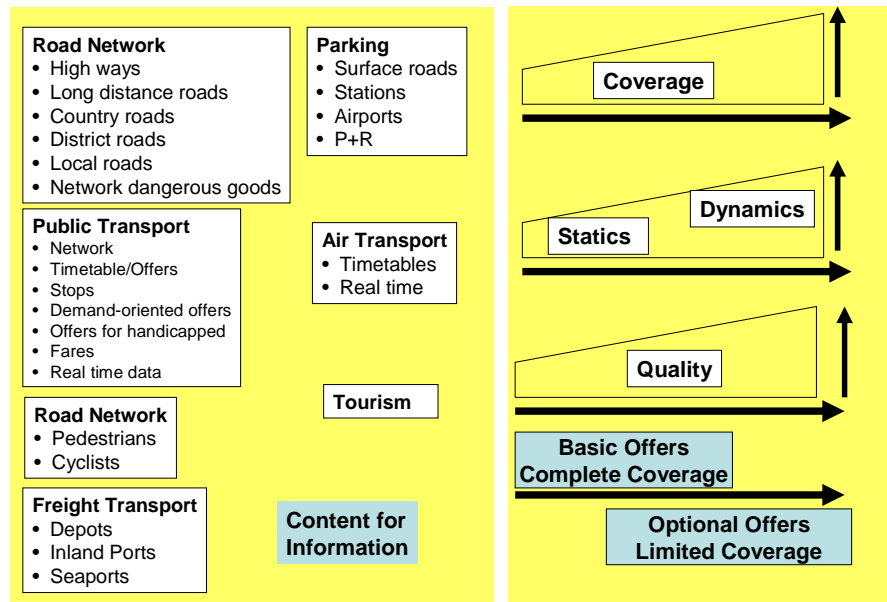 Road Network
• High ways
• Long distance roads
• Country roads
• District roads
• Local roads
• Network dangerous goods
Public Transport
• Network
• Timetable/Offers
• Stops
• Demand-oriented offers
• Offers for handicapped
• Fares
• Real time data
Road Network
• Pedestrians
• Cyclists
Freight Transport
• Depots
• Inland Ports
• Seaports
Parking
• Surface roads
• Stations
• Airports
• P+R
Air Transport
• Timetables
• Real time
Tourism
Content for
Information
Coverage
Statics
Dynamics
Quality
Basic Offers
Complete Coverage
Optional Offers
Limited Coverage